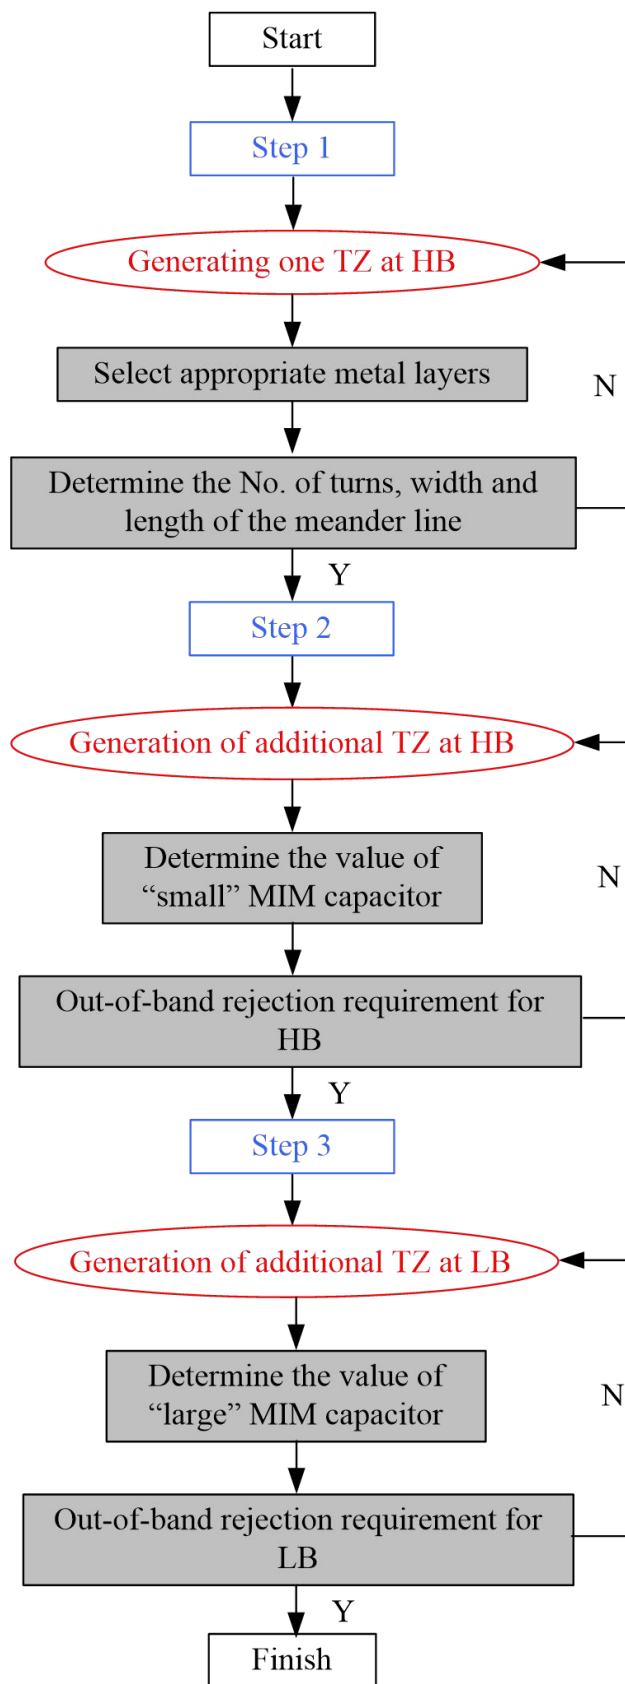 Start
Step 1
Generating one TZ at HB
Select appropriate metal layers
N
Determine the No. of turns, width and
length of the meander line
Y
Step 2
Generation of additional TZ at HB
Determine the value of
“small” MIM capacitor
N
Out-of-band rejection requirement for
HB
Y
Step 3
Generation of additional TZ at LB
Determine the value of
“large” MIM capacitor
N
Out-of-band rejection requirement for
LB
Y
Finish